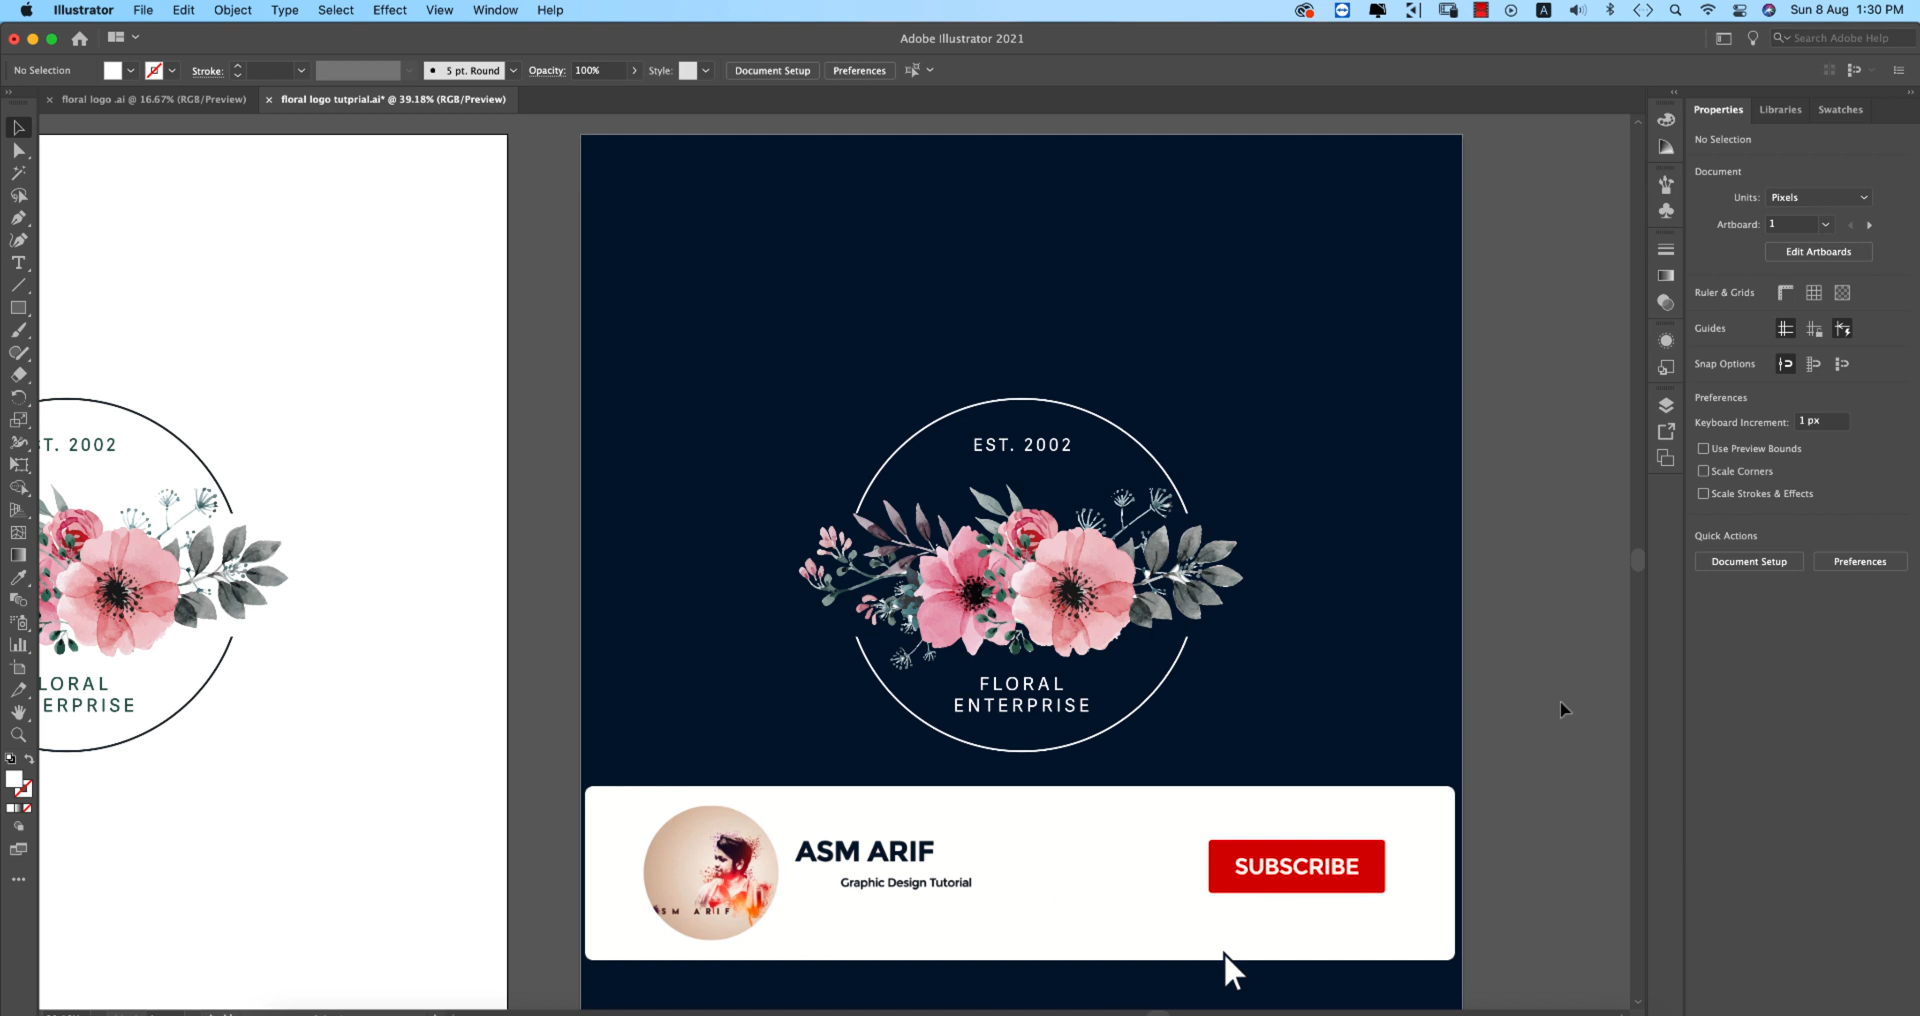 Illustrator File Edit Object Type Select Effect View Window Help
A
Sun 8 Aug 1:30 PM
Adobe Illustrator 2021
Search Adobe Help
No Selection
Stroke:
5 pt. Round
Opacity: 100%
Style:
Document Setup
Preferences
floral logo .ai @ 16.67% (RGB/Preview)
floral logo tutprial.ai* @ 39.18% (RGB/Preview)
Properties Libraries Swatches
No Selection
Document
Units: Pixels
Artboard: 1
Edit Artboards
Ruler & Grids
Guides
Snap Options
Preferences
Keyboard Increment: 1 px
Use Preview Bounds
Scale Corners
Scale Strokes & Effects
Quick Actions
Document Setup Preferences
T. 2002
LORAL
ERPRISE
EST. 2002
FLORAL
ENTERPRISE
ASM ARIF
Graphic Design Tutorial
SUBSCRIBE
SM ARIF